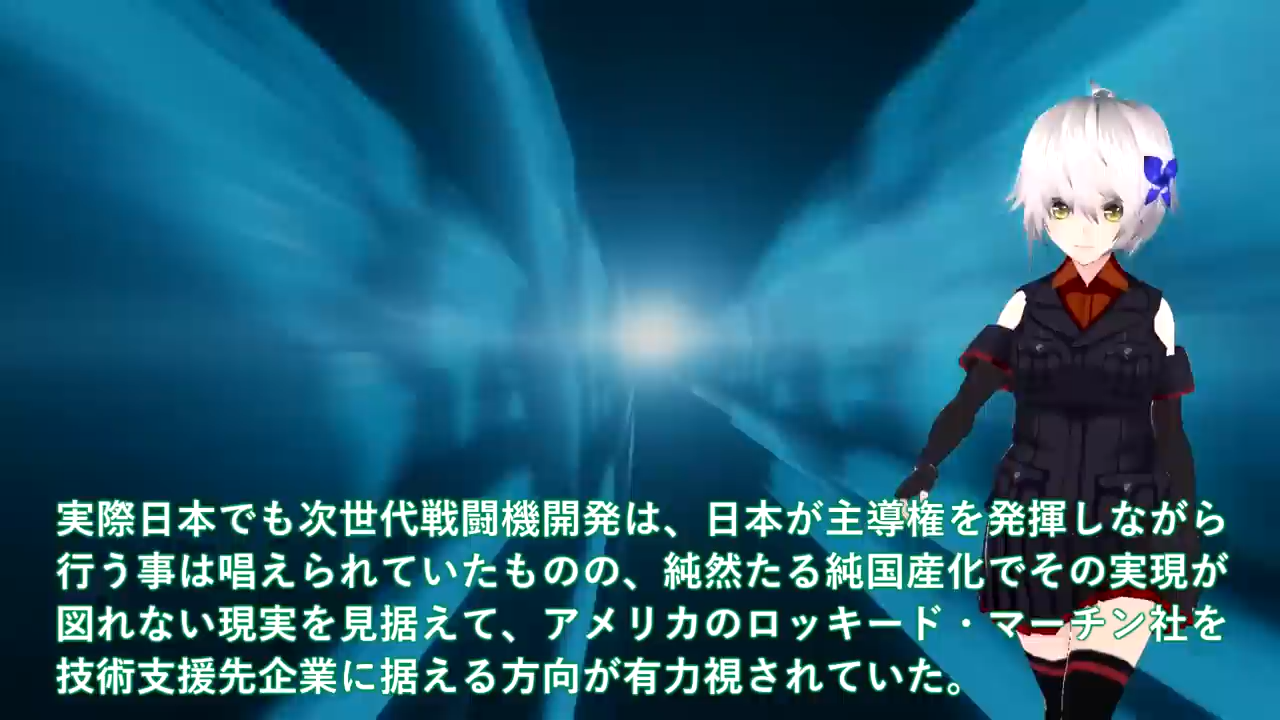 実際日本でも次世代戦闘機開発は、日本が主導権を発揮しながら
行う事は唱えられていたものの、純然たる純国産化でその実現が
図れない現実を見据えて、アメリカのロッキード・マーチン社を
技術支援先企業に据える方向が有力視されていた。